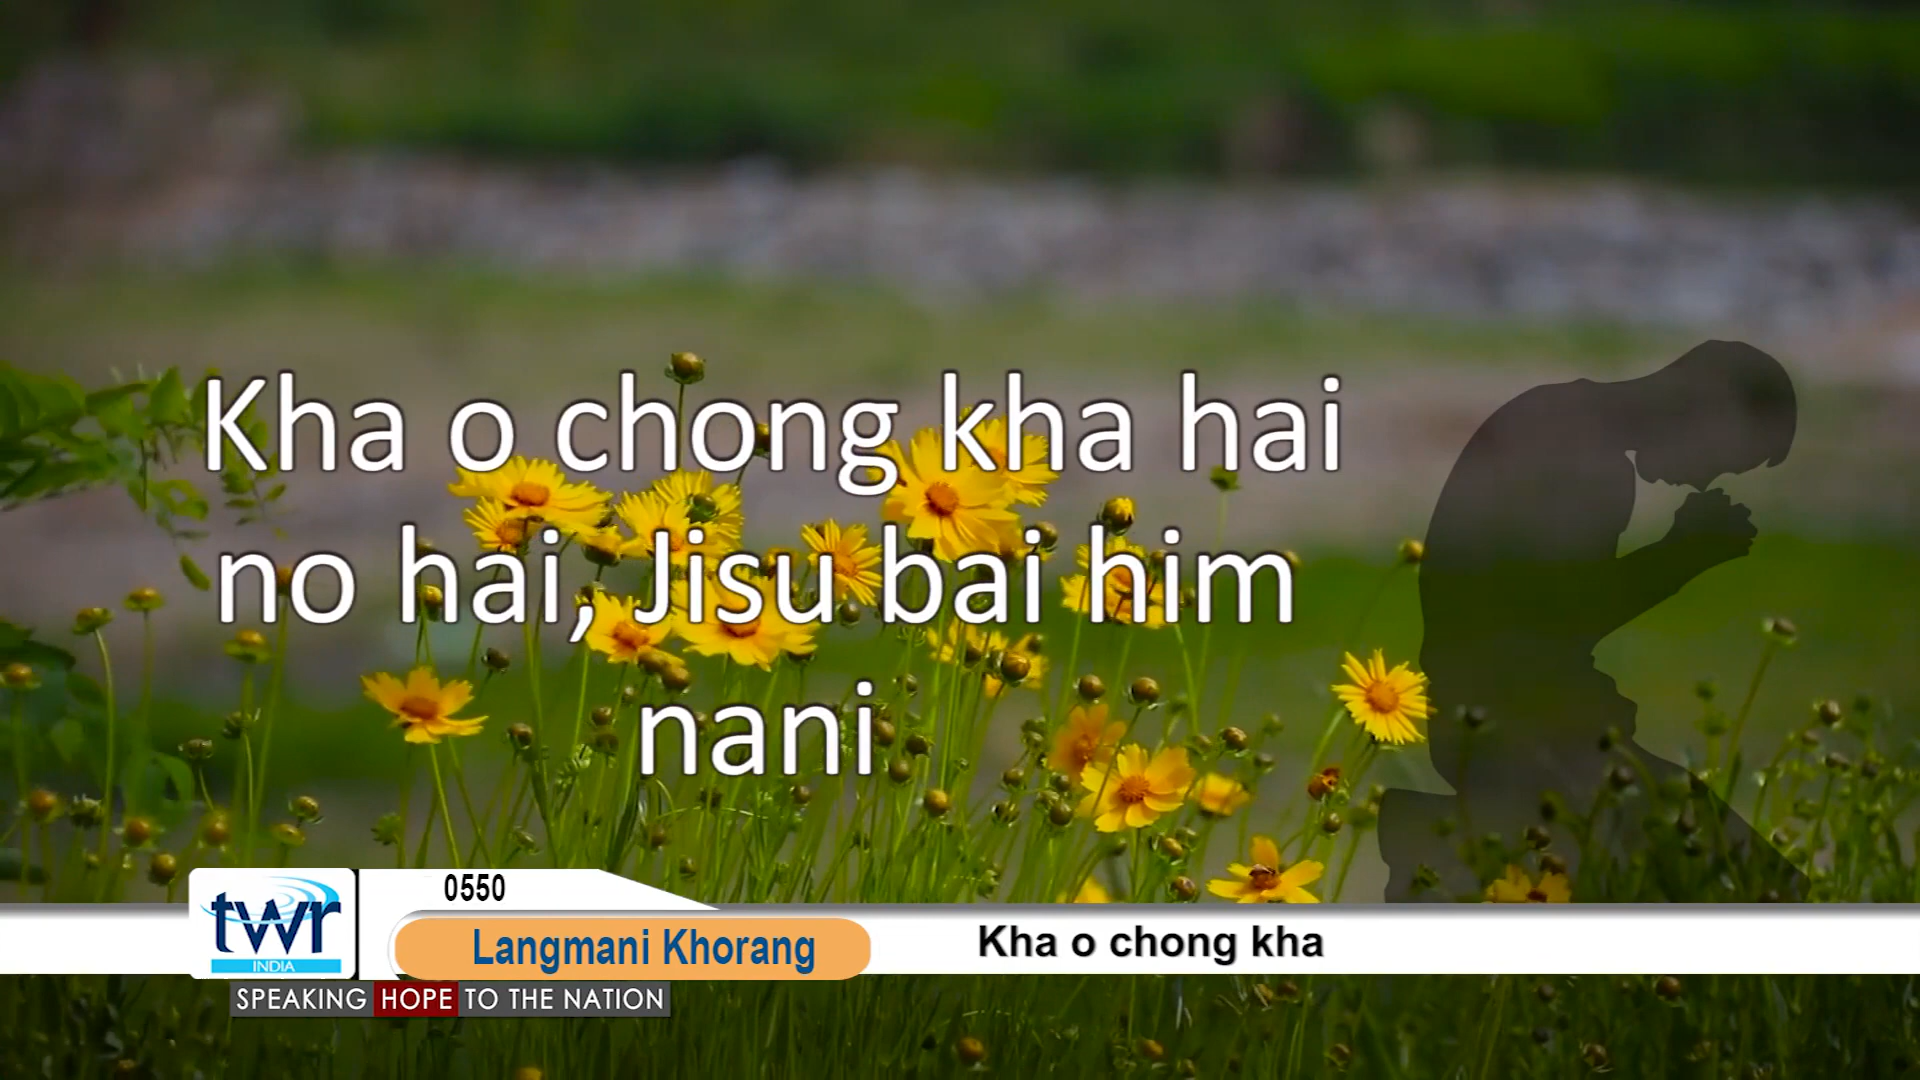 Kha o chong kha hai
no hai, Jisu bai him
nani
0550
twr
INDIA
Langmani Khorang
Kha o chong kha
SPEAKING HOPE TO THE NATION